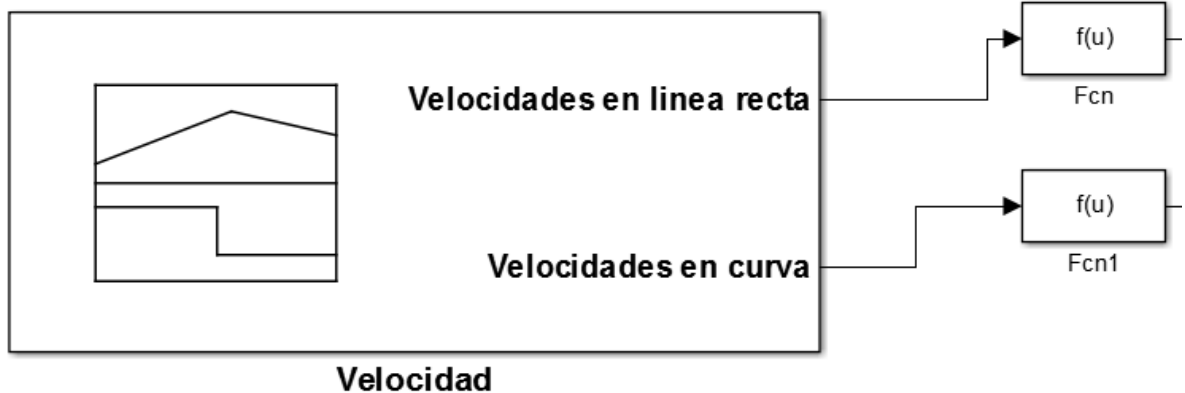 f(u)
Fcn
Velocidades en linea recta
f(u)
Fcn1
Velocidades en curva
Velocidad